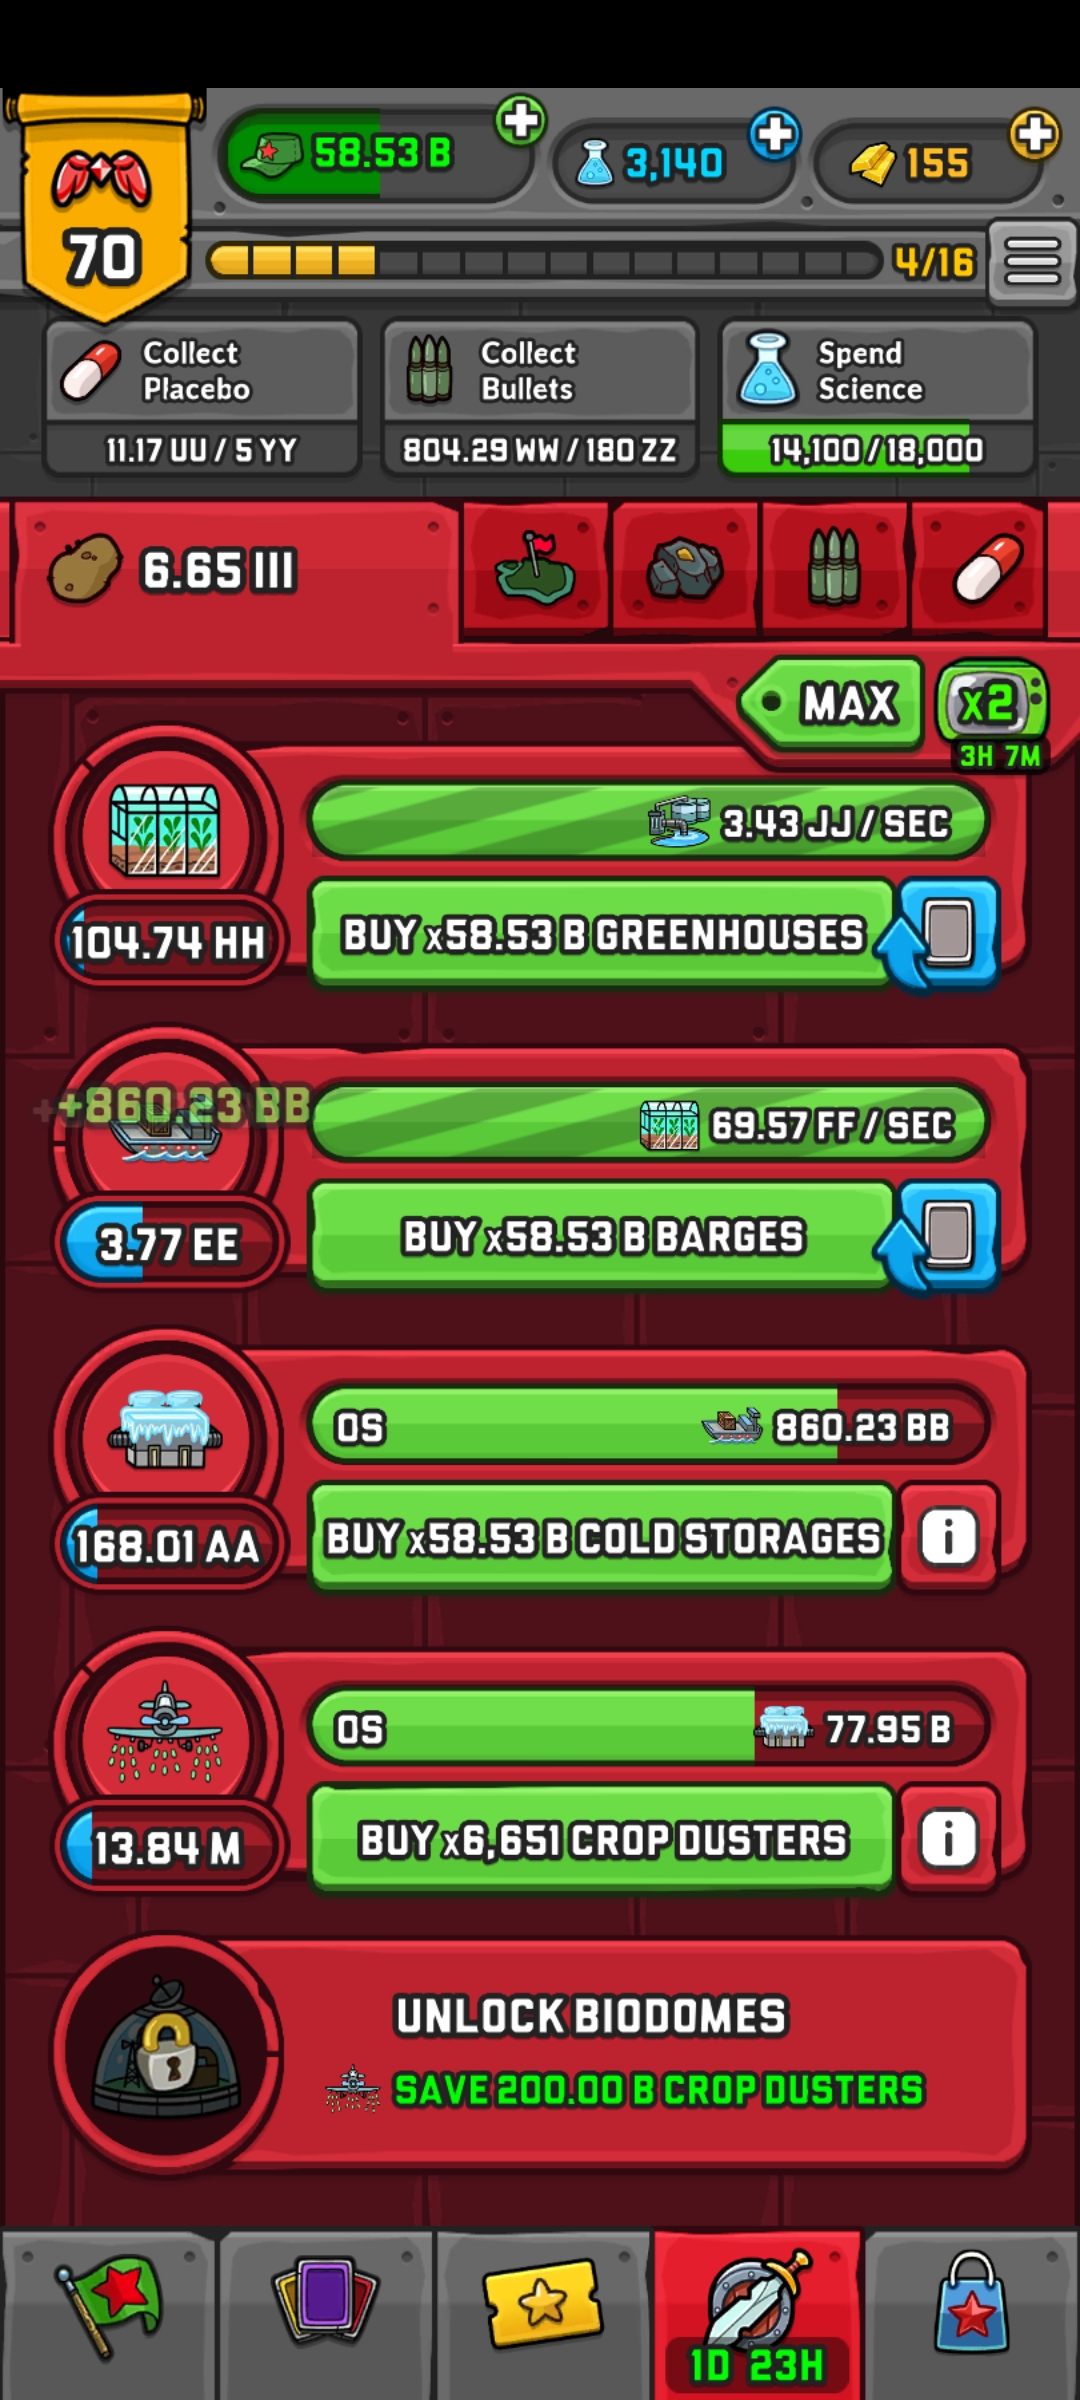 58.53 B
3,140
155
70
4/16
Collect
Placebo
11.17 UU / 5 YY
Collect
Bullets
804.29 WW / 180 ZZ
Spend
Science
14,100 / 18,000
6.65 III
MAX
x2
3H 7M
3.43 JJ / SEC
104.74 HH
BUY x58.53 B GREENHOUSES
+860.23 BB
69.57 FF / SEC
3.77 EE
BUY x58.53 B BARGES
0S
860.23 BB
168.01 AA
BUY x58.53 B COLD STORAGES
i
0S
77.95 B
13.84 M
BUY x6,651 CROP DUSTERS
i
UNLOCK BIODOMES
SAVE 200.00 B CROP DUSTERS
1D 23H